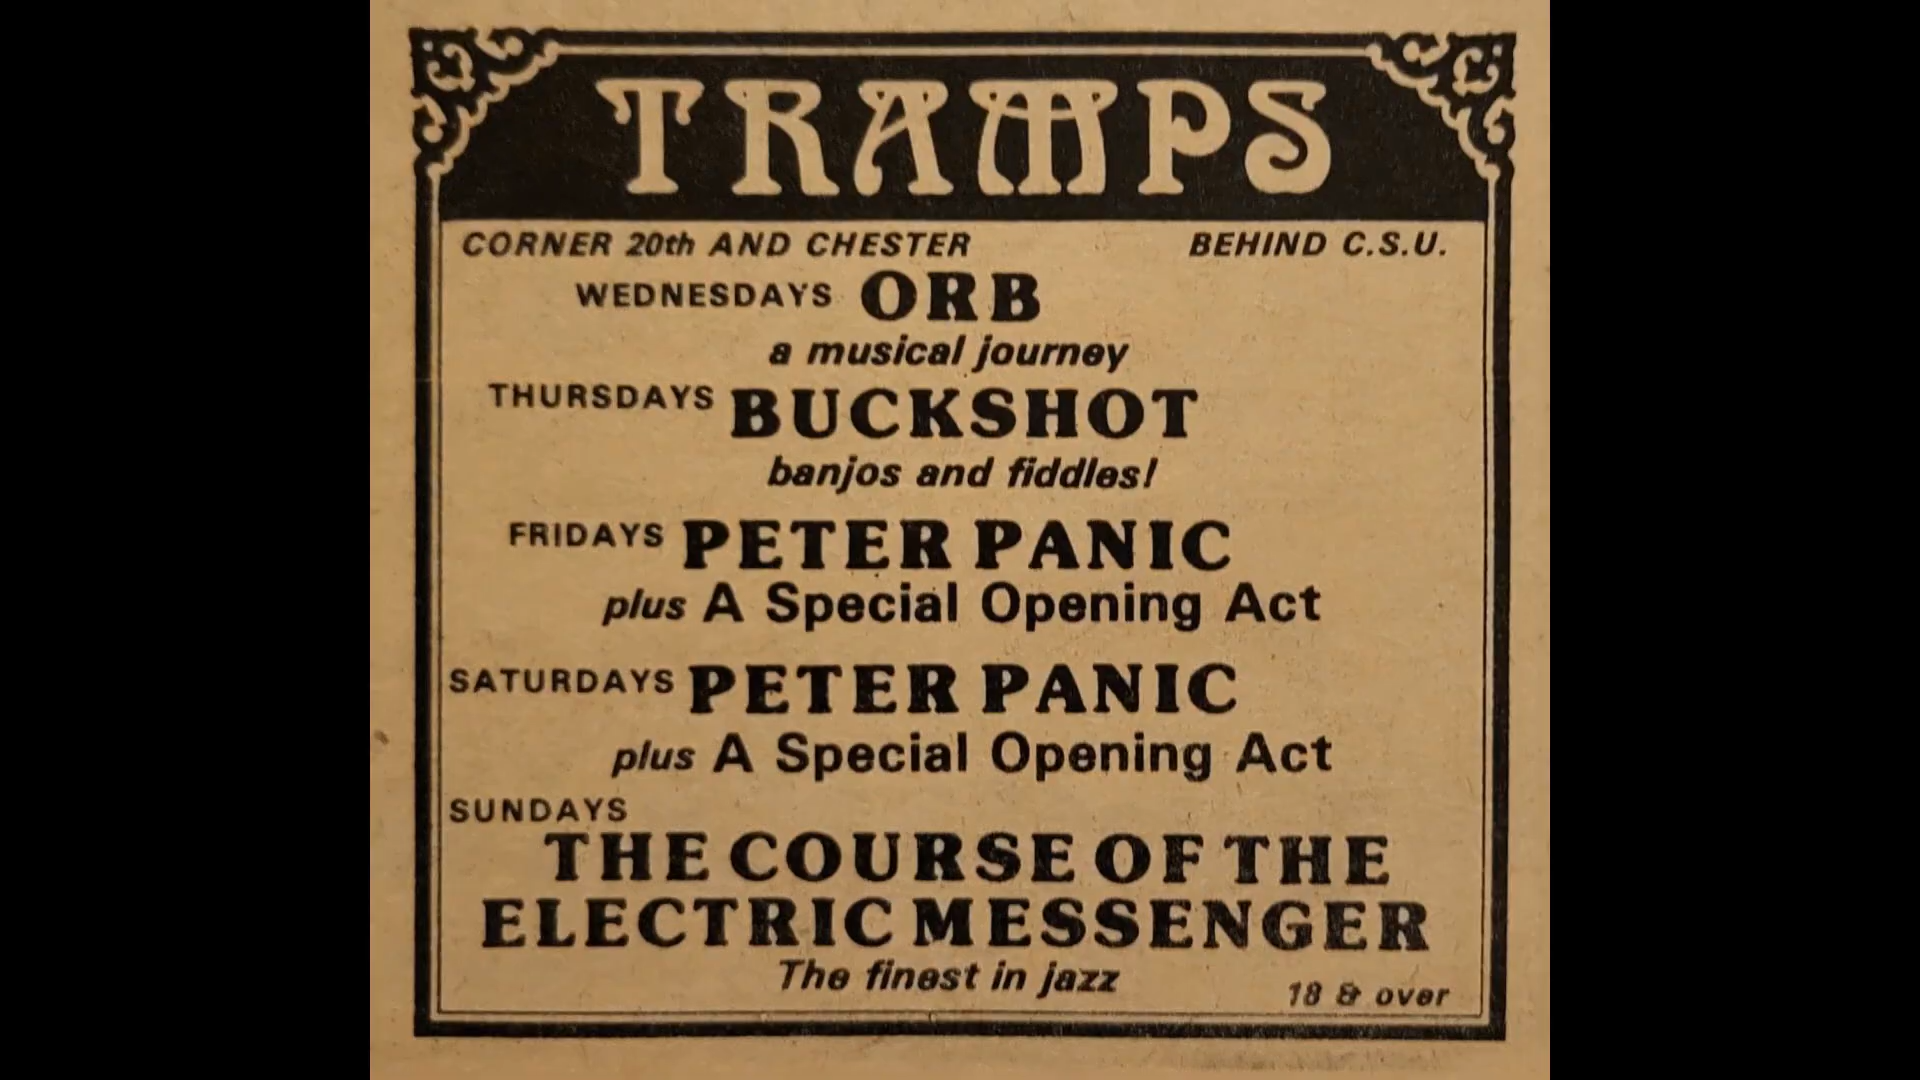 TRAMPS
CORNER 20th AND CHESTER BEHIND C.S.U.
WEDNESDAYS ORB
a musical journey
THURSDAYS BUCKSHOT
banjos and fiddles!
FRIDAYS PETER PANIC
plus A Special Opening Act
SATURDAYS PETER PANIC
plus A Special Opening Act
SUNDAYS
THE COURSE OF THE
ELECTRIC MESSENGER
The finest in jazz
18 & over